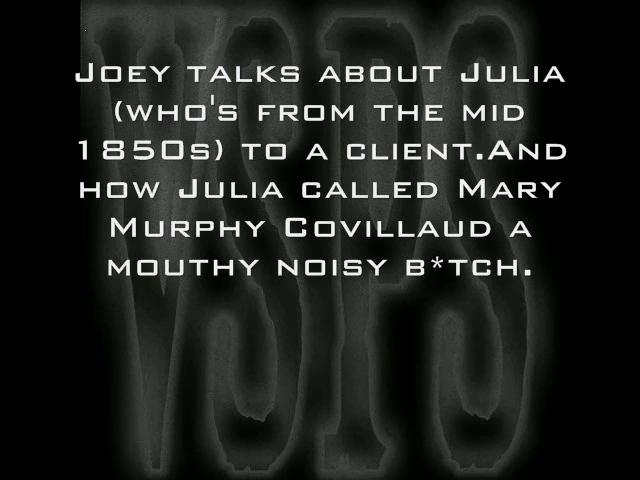 VSPS
JOEY TALKS ABOUT JULIA
(WHO'S FROM THE MID
1850S) TO A CLIENT.AND
HOW JULIA CALLED MARY
MURPHY COVILLAUD A
MOUTHY NOISY B*TCH.